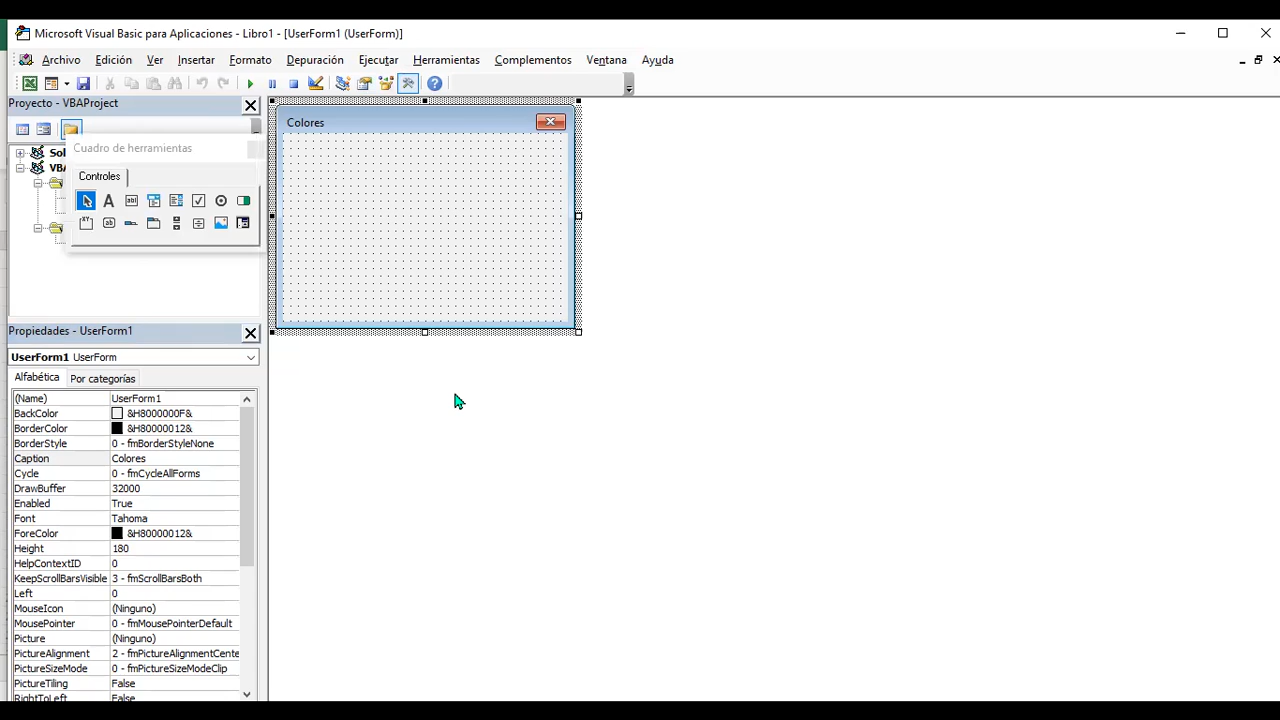 Microsoft Visual Basic para Aplicaciones - Libro1 - [UserForm1 (UserForm)]
Archivo Edición Ver Insertar Formato Depuración Ejecutar Herramientas Complementos Ventana Ayuda
Proyecto - VBAProject
Colores
Cuadro de herramientas
Controles
Propiedades - UserForm1
UserForm1 UserForm
Alfabética Por categorías
(Name) UserForm1
BackColor &H8000000F&
BorderColor &H80000012&
BorderStyle 0 - fmBorderStyleNone
Caption Colores
Cycle 0 - fmCycleAllForms
DrawBuffer 32000
Enabled True
Font Tahoma
ForeColor &H80000012&
Height 180
HelpContextID 0
KeepScrollBarsVisible 3 - fmScrollBarsBoth
Left 0
MouseIcon (Ninguno)
MousePointer 0 - fmMousePointerDefault
Picture (Ninguno)
PictureAlignment 2 - fmPictureAlignmentCente
PictureSizeMode 0 - fmPictureSizeModeClip
PictureTiling False
RightToLeft False